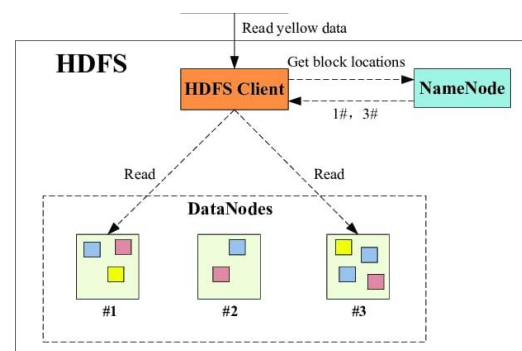 Read yellow data
HDFS
Get block locations
HDFS Client
NameNode
1#，3#
Read
Read
DataNodes
#1
#2
#3